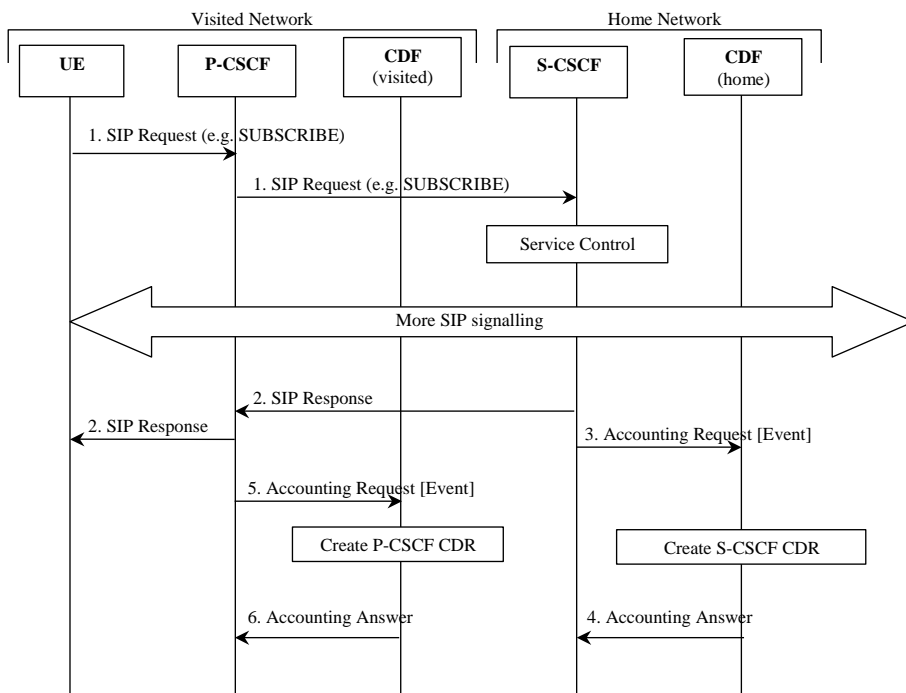 Visited Network
Home Network
UE
P-CSCF
CDF
(visited)
S-CSCF
CDF
(home)
1. SIP Request (e.g. SUBSCRIBE)
1. SIP Request (e.g. SUBSCRIBE)
Service Control
More SIP signalling
2. SIP Response
2. SIP Response
3. Accounting Request [Event]
5. Accounting Request [Event]
Create P-CSCF CDR
Create S-CSCF CDR
6. Accounting Answer
4. Accounting Answer